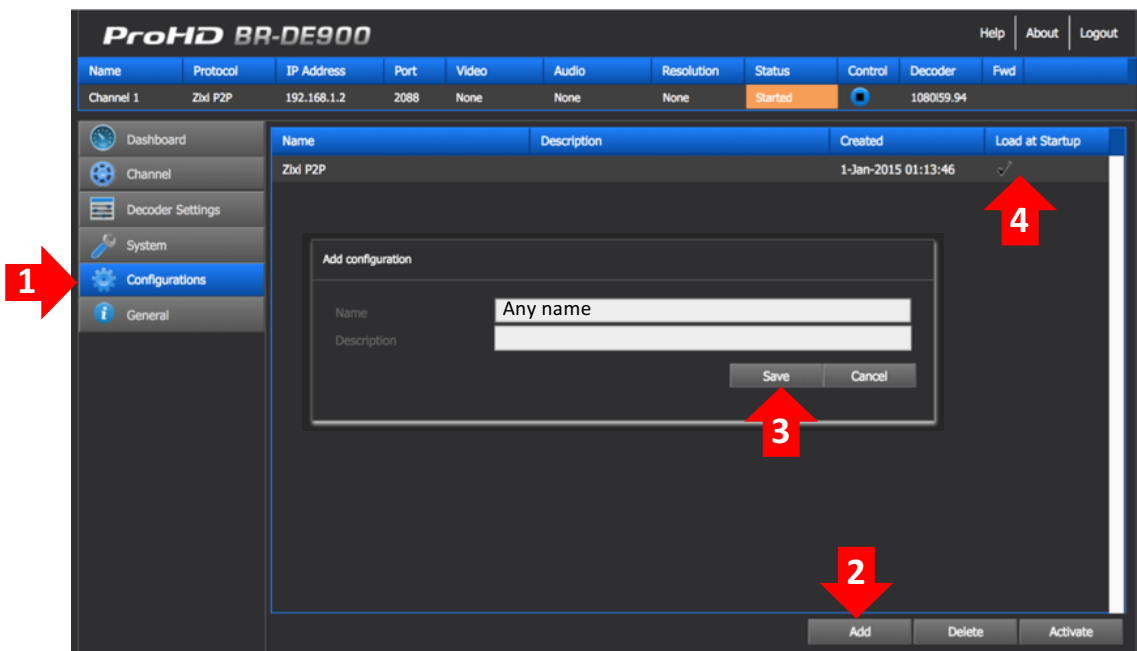 ProHD BR-DE900
Help About Logout
Name Protocol IP Address Port Video Audio Resolution Status Control Decoder Fwd
Channel 1 Zixi P2P 192.168.1.2 2088 None None None Started 1080i59.94
Dashboard
Channel
Decoder Settings
System
1
Configurations
General
Name Description Created Load at Startup
Zixi P2P 1-Jan-2015 01:13:46
4
Add configuration
Name Any name
Description
Save Cancel
3
2
Add Delete Activate